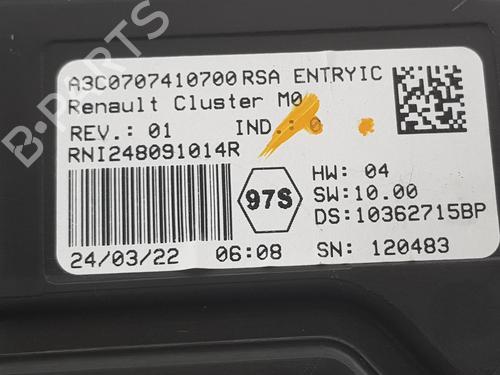 A3C0707410700 RSA ENTRYIC
Renault Cluster M0
REV.: 01 IND.: 0
RNI248091014R
97S
HW: 04
SW:10.00
DS:10362715BP
24/03/22 06:08 SN: 120483
B-PARTS